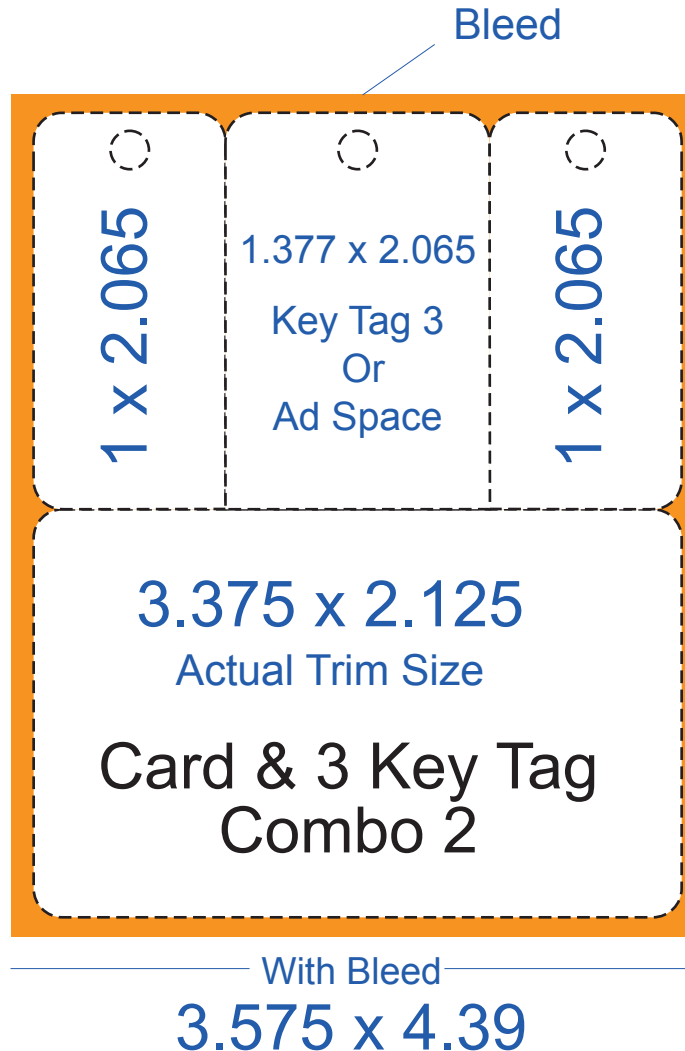 Bleed
1 x 2.065
1.377 x 2.065
Key Tag 3
Or
Ad Space
1 x 2.065
3.375 x 2.125
Actual Trim Size
Card & 3 Key Tag
Combo 2
With Bleed
3.575 x 4.39